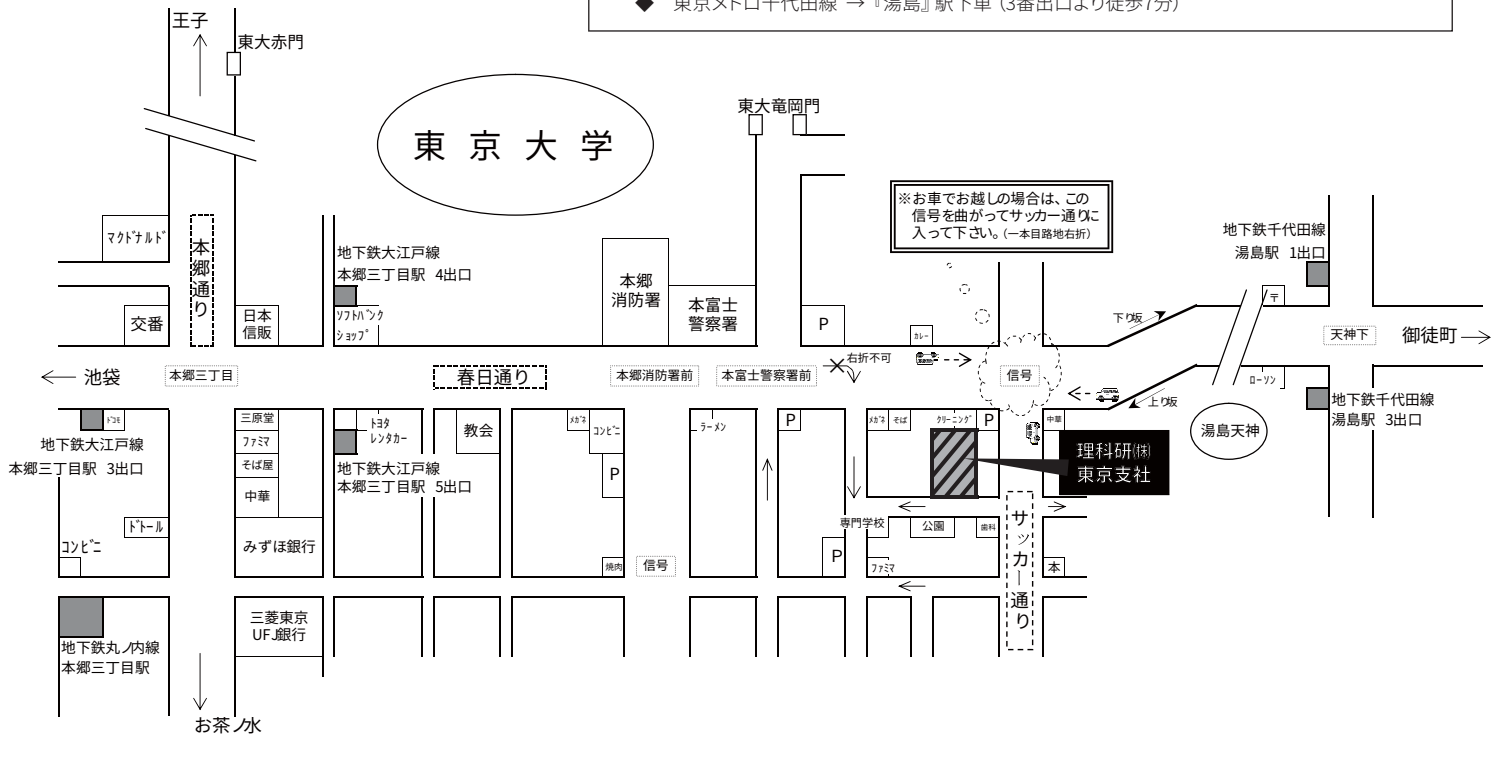 ◆ 東京メトロ千代田線 → 『湯島』駅下車（3番出口より徒歩7分）
王子
東大赤門
東京大学
東大竜岡門
※お車でお越しの場合は、この
信号を曲がってサッカー通りに
入って下さい。（一本目路地右折）
マクドナルド
本郷通り
地下鉄大江戸線
本郷三丁目駅 4出口
ソフトバンク
ショップ
本郷
消防署
本富士
警察署
地下鉄千代田線
湯島駅 1出口
〒
交番
日本
信販
P
カレー
下り坂
天神下
御徒町
池袋
本郷三丁目
春日通り
本郷消防署前
本富士警察署前
右折不可
信号
上り坂
ローソン
地下鉄千代田線
湯島駅 3出口
湯島天神
ドコモ
地下鉄大江戸線
本郷三丁目駅 3出口
三原堂
ファミマ
そば屋
中華
みずほ銀行
トヨタ
レンタカー
地下鉄大江戸線
本郷三丁目駅 5出口
教会
メガネ
コンビニ
P
ラーメン
P
メガネ
そば
クリーニング
P
中華
理科研㈱
東京支社
ドトール
コンビニ
焼肉
信号
専門学校
P
公園
歯科
ファミマ
サッカー通り
本
地下鉄丸ノ内線
本郷三丁目駅
三菱東京
UFJ銀行
お茶ノ水